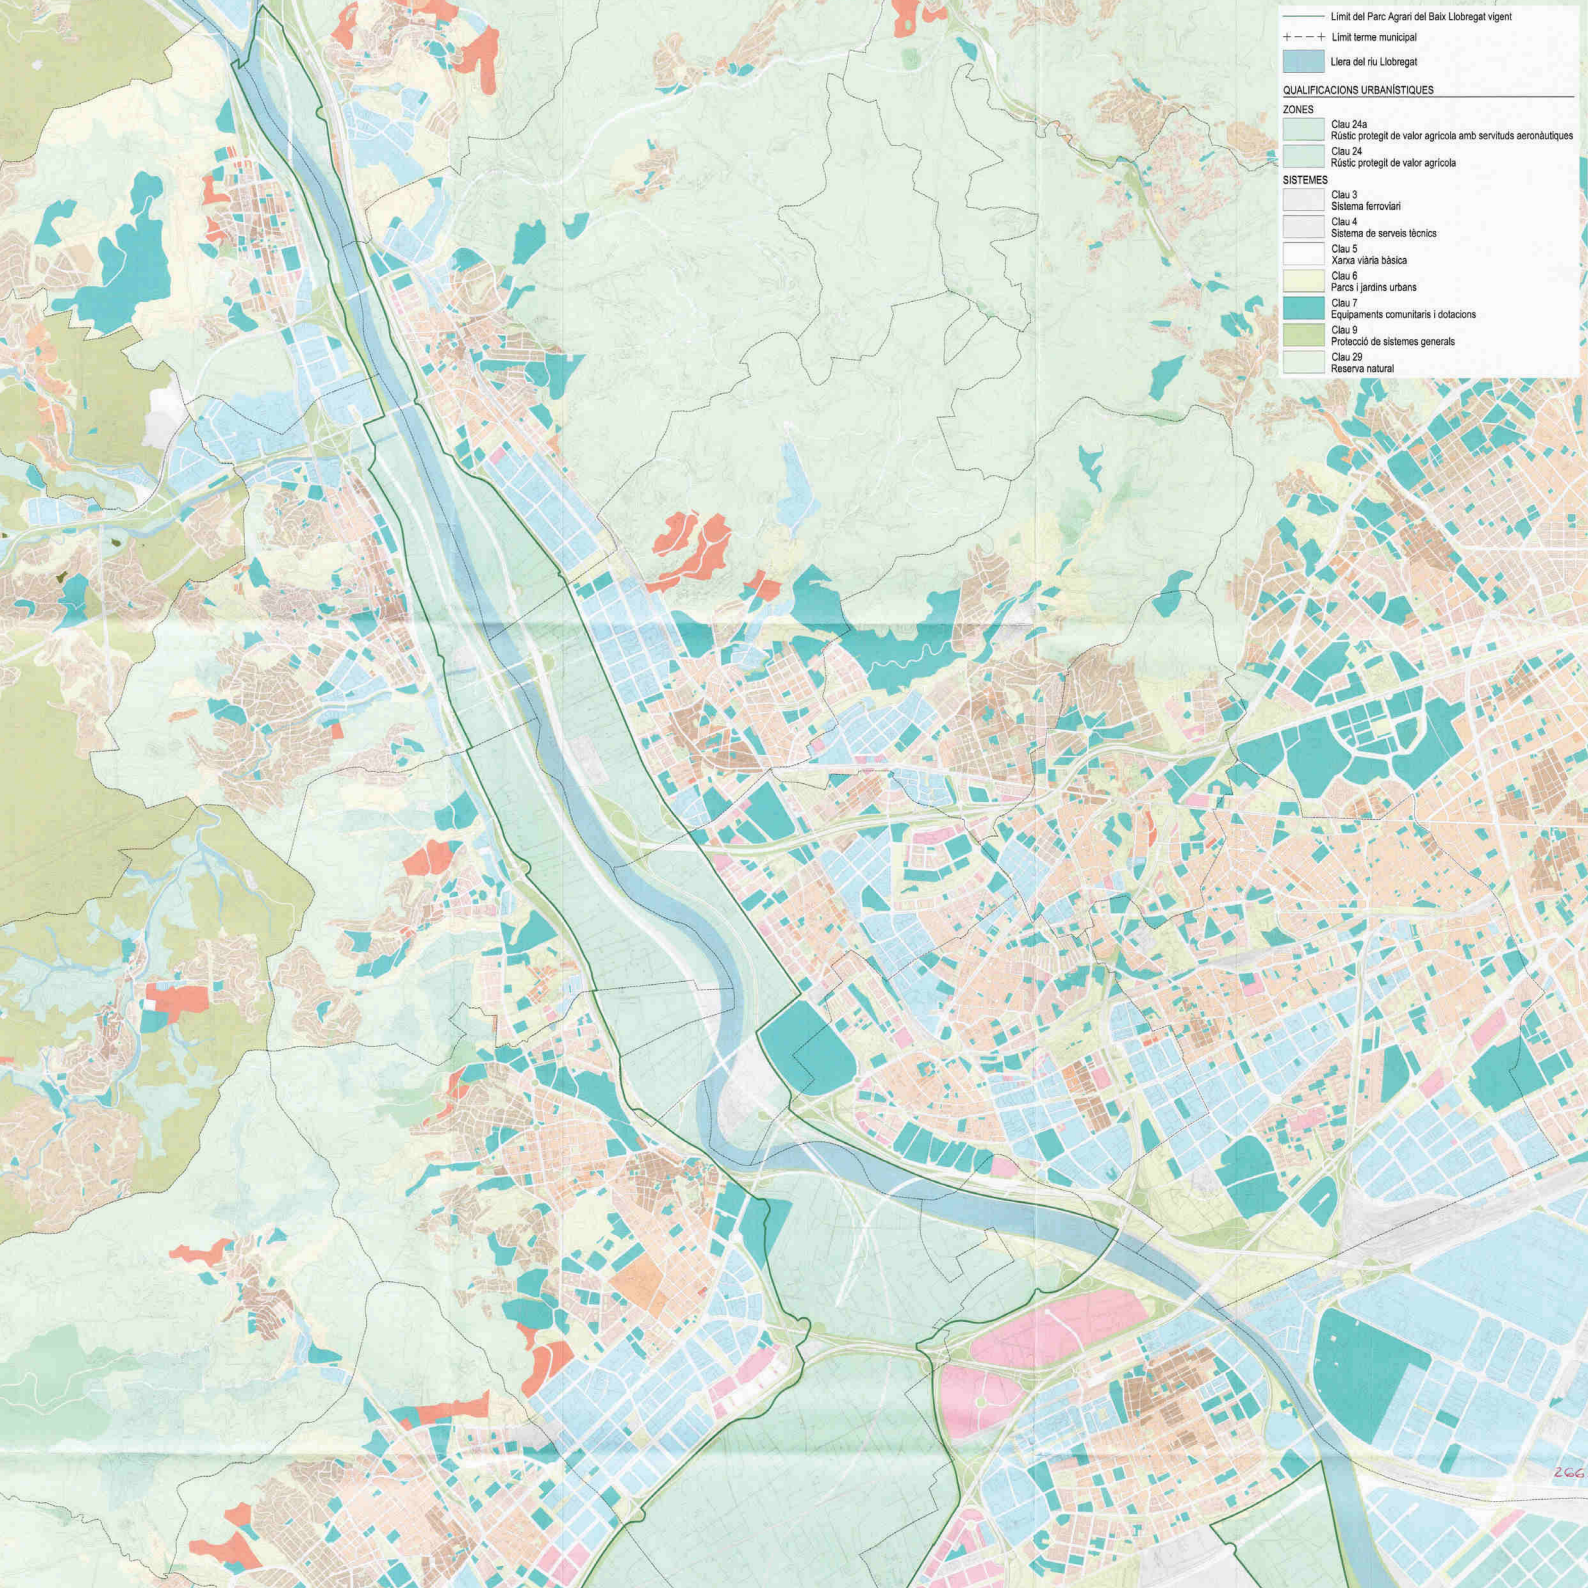 Límit del Parc Agrari del Baix Llobregat vigent
Límit terme municipal
Llera del riu Llobregat
QUALIFICACIONS URBANÍSTIQUES
ZONES
Clau 24a
Rústic protegit de valor agrícola amb servituds aeronàutiques
Clau 24
Rústic protegit de valor agrícola
SISTEMES
Clau 3
Sistema ferroviari
Clau 4
Sistema de serveis tècnics
Clau 5
Xarxa viària bàsica
Clau 6
Parcs i jardins urbans
Clau 7
Equipaments comunitaris i dotacions
Clau 9
Protecció de sistemes generals
Clau 29
Reserva natural
266